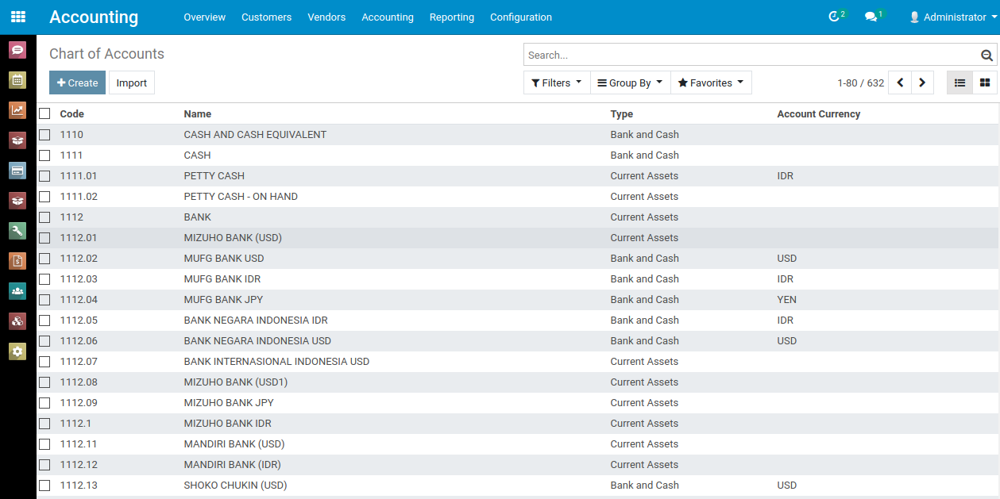 Accounting Overview Customers Vendors Accounting Reporting Configuration 2 1 Administrator
Chart of Accounts Search...
Create Import Filters Group By Favorites 1-80 / 632
Code Name Type Account Currency
1110 CASH AND CASH EQUIVALENT Bank and Cash
1111 CASH Bank and Cash
1111.01 PETTY CASH Current Assets IDR
1111.02 PETTY CASH - ON HAND Current Assets
1112 BANK Current Assets
1112.01 MIZUHO BANK (USD) Current Assets
1112.02 MUFG BANK USD Bank and Cash USD
1112.03 MUFG BANK IDR Bank and Cash IDR
1112.04 MUFG BANK JPY Bank and Cash YEN
1112.05 BANK NEGARA INDONESIA IDR Bank and Cash IDR
1112.06 BANK NEGARA INDONESIA USD Bank and Cash USD
1112.07 BANK INTERNASIONAL INDONESIA USD Current Assets
1112.08 MIZUHO BANK (USD1) Current Assets
1112.09 MIZUHO BANK JPY Current Assets
1112.1 MIZUHO BANK IDR Current Assets
1112.11 MANDIRI BANK (USD) Current Assets
1112.12 MANDIRI BANK (IDR) Current Assets
1112.13 SHOKO CHUKIN (USD) Bank and Cash USD